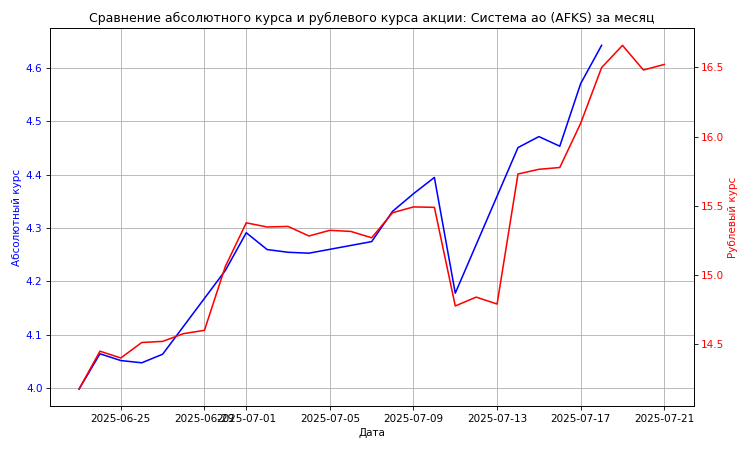 Сравнение абсолютного курса и рублевого курса акции: Система ао (AFKS) за месяц
Абсолютный курс
4.6
4.5
4.4
4.3
4.2
4.1
4.0
16.5
16.0
15.5
15.0
14.5
Рублевый курс
2025-06-25 2025-06-29 2025-07-01 2025-07-05 2025-07-09 2025-07-13 2025-07-17 2025-07-21
Дата